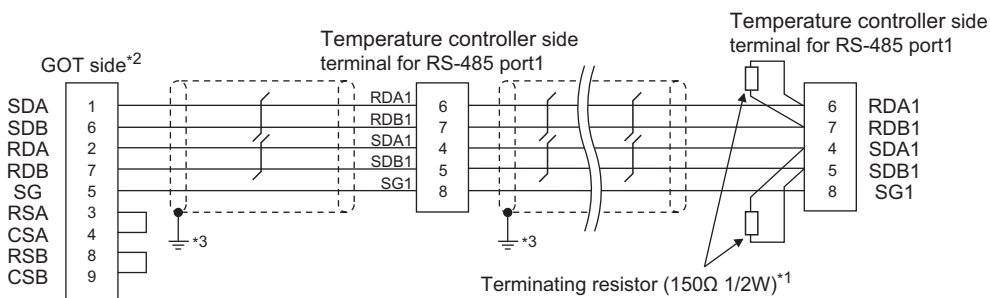 Temperature controller side
terminal for RS-485 port1
Temperature controller side
terminal for RS-485 port1
GOT side*2
SDA 1 RDA1 6 6 RDA1
SDB 6 RDB1 7 7 RDB1
RDA 2 SDA1 4 4 SDA1
RDB 7 SDB1 5 5 SDB1
SG 5 SG1 8 8 SG1
RSA 3
CSA 4
RSB 8
CSB 9
*3
*3
Terminating resistor (150Ω 1/2W)*1